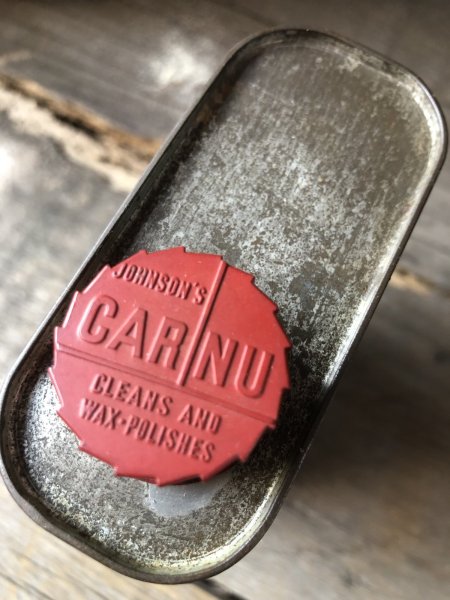 JOHNSON'S
CAR NU
CLEANS AND
WAX-POLISHES